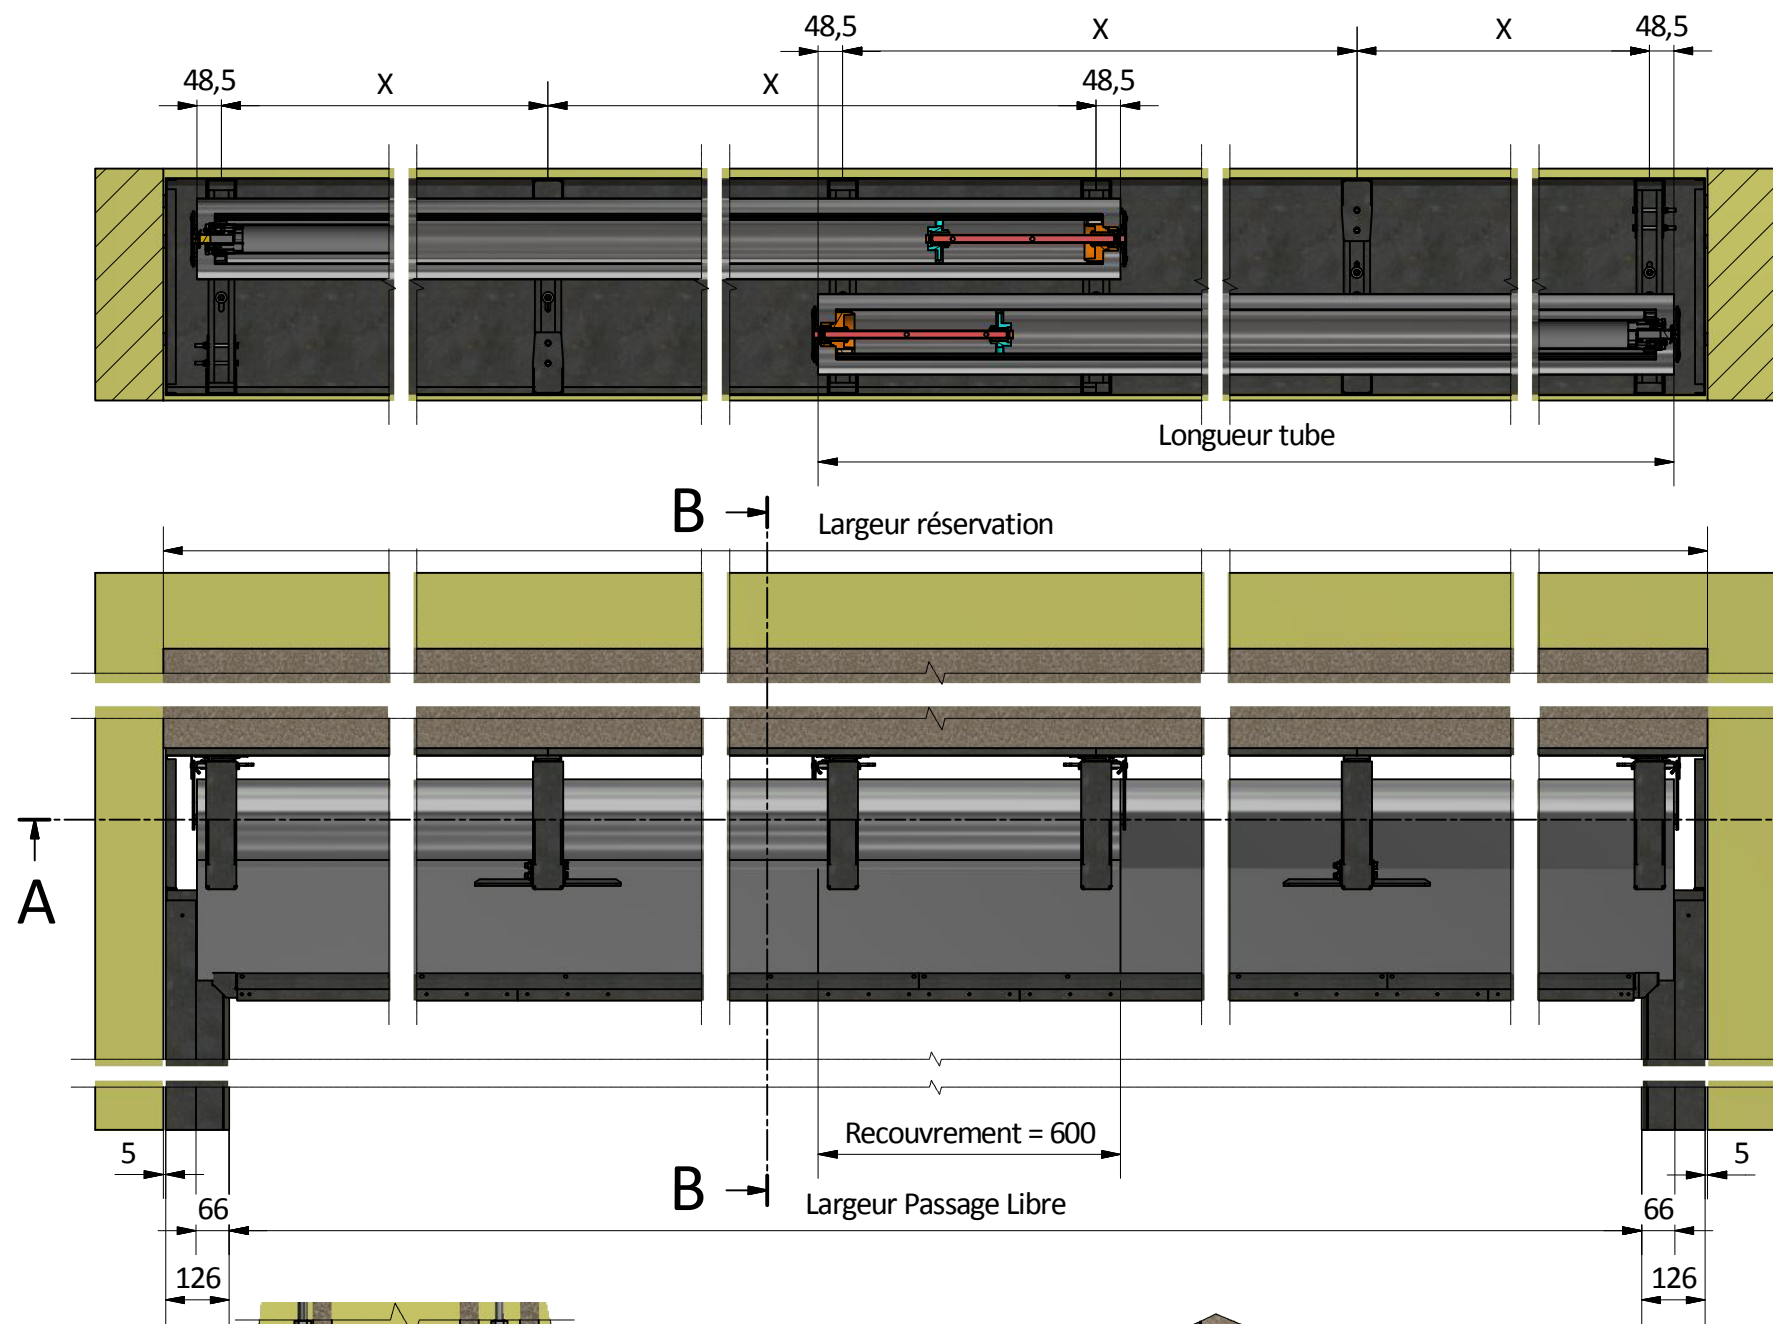 48,5 X X
48,5 X X 48,5 48,5
Longueur tube
B
Largeur réservation
A
Recouvrement = 600
5 5
B
Largeur Passage Libre
66 66
126 126